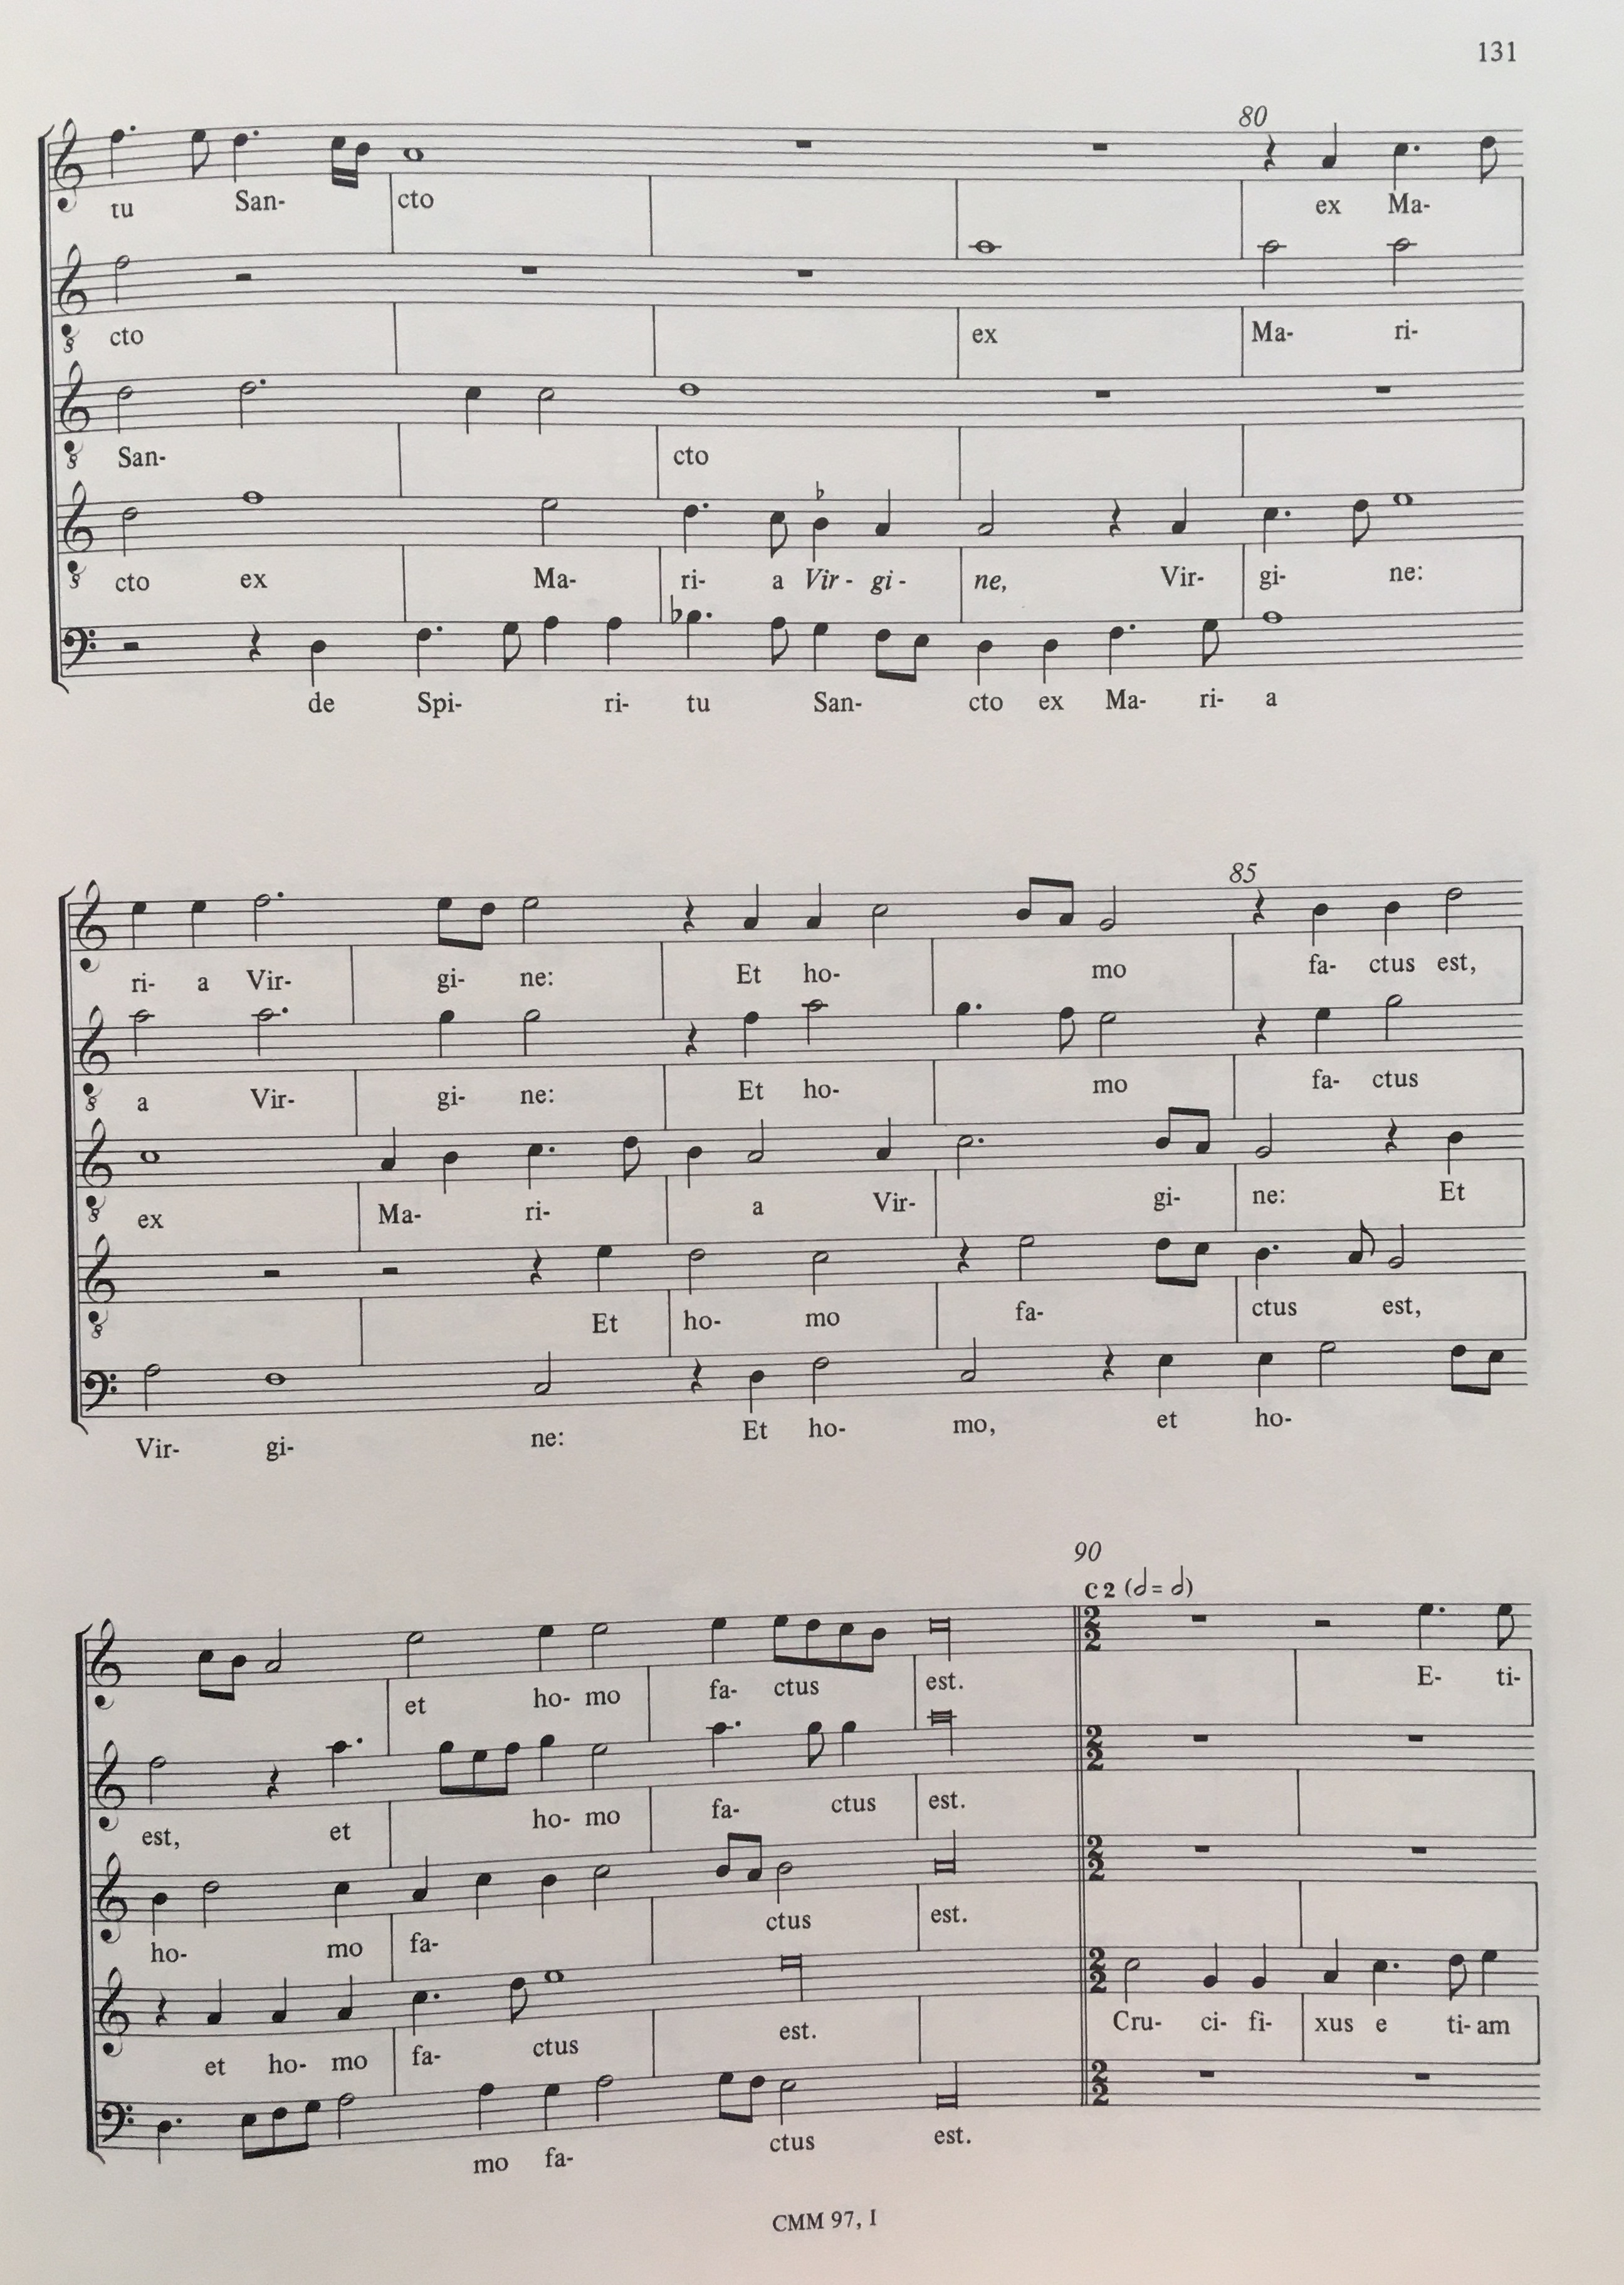 131
80
tu San- cto ex Ma-
cto ex Ma- ri-
San- cto
cto ex Ma- ri- a Vir- gi- ne, Vir- gi- ne:
de Spi- ri- tu San- cto ex Ma- ri- a
85
ri- a Vir- gi- ne: Et ho- mo fa- ctus est,
a Vir- gi- ne: Et ho- mo fa- ctus
ex Ma- ri- a Vir- gi- ne: Et
Et ho- mo fa- ctus est,
Vir- gi- ne: Et ho- mo, et ho-
90
C 2 (𝅗𝅥 = 𝅗𝅥)
et ho- mo fa- ctus est. E- ti-
est, et ho- mo fa- ctus est.
ho- mo fa- ctus est.
et ho- mo fa- ctus est. Cru- ci- fi- xus e ti- am
mo fa- ctus est.
CMM 97, I